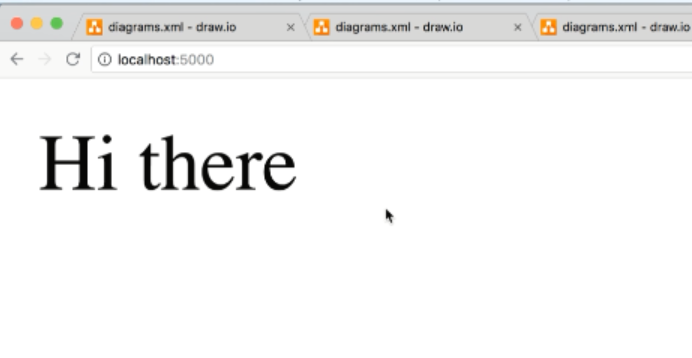 diagrams.xml - draw.io
diagrams.xml - draw.io
diagrams.xml - draw.io
localhost:5000
Hi there